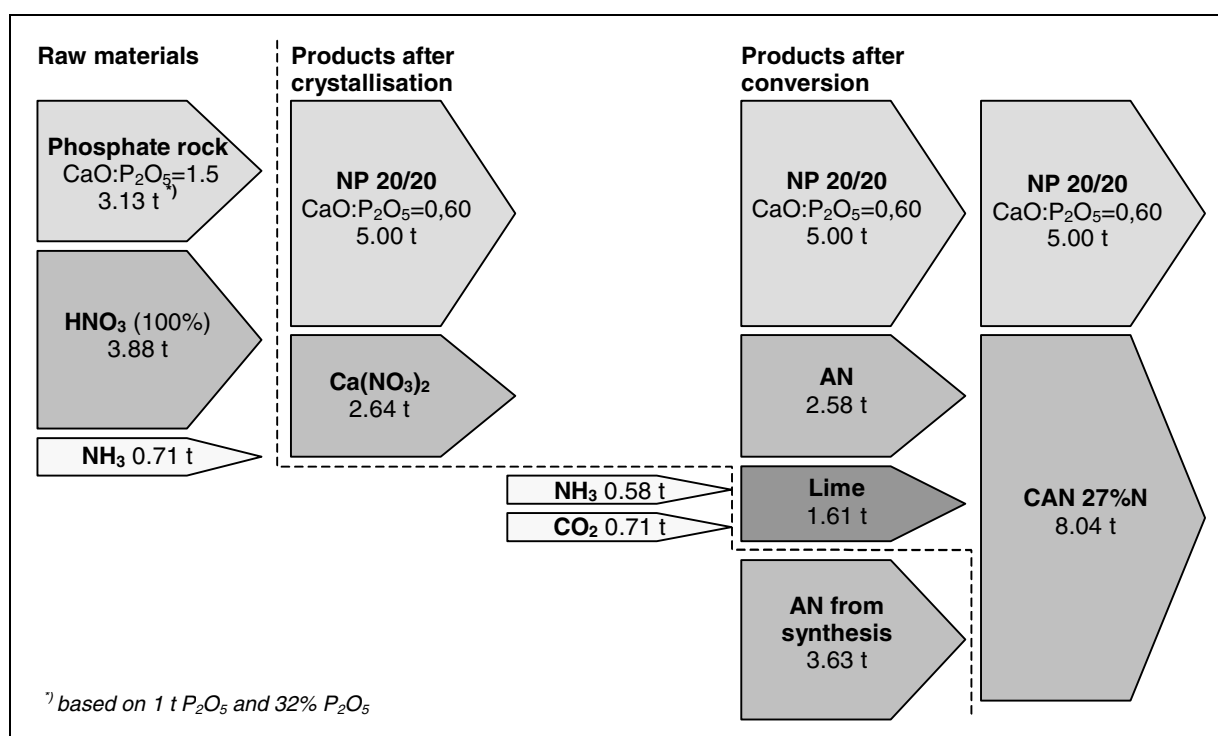 Raw materials
Products after
crystallisation
Products after
conversion
Phosphate rock
CaO:P₂O₅=1.5
3.13 t *)
HNO₃ (100%)
3.88 t
NH₃ 0.71 t
NP 20/20
CaO:P₂O₅=0,60
5.00 t
Ca(NO₃)₂
2.64 t
NH₃ 0.58 t
CO₂ 0.71 t
NP 20/20
CaO:P₂O₅=0,60
5.00 t
AN
2.58 t
Lime
1.61 t
AN from
synthesis
3.63 t
NP 20/20
CaO:P₂O₅=0,60
5.00 t
CAN 27%N
8.04 t
*) based on 1 t P₂O₅ and 32% P₂O₅